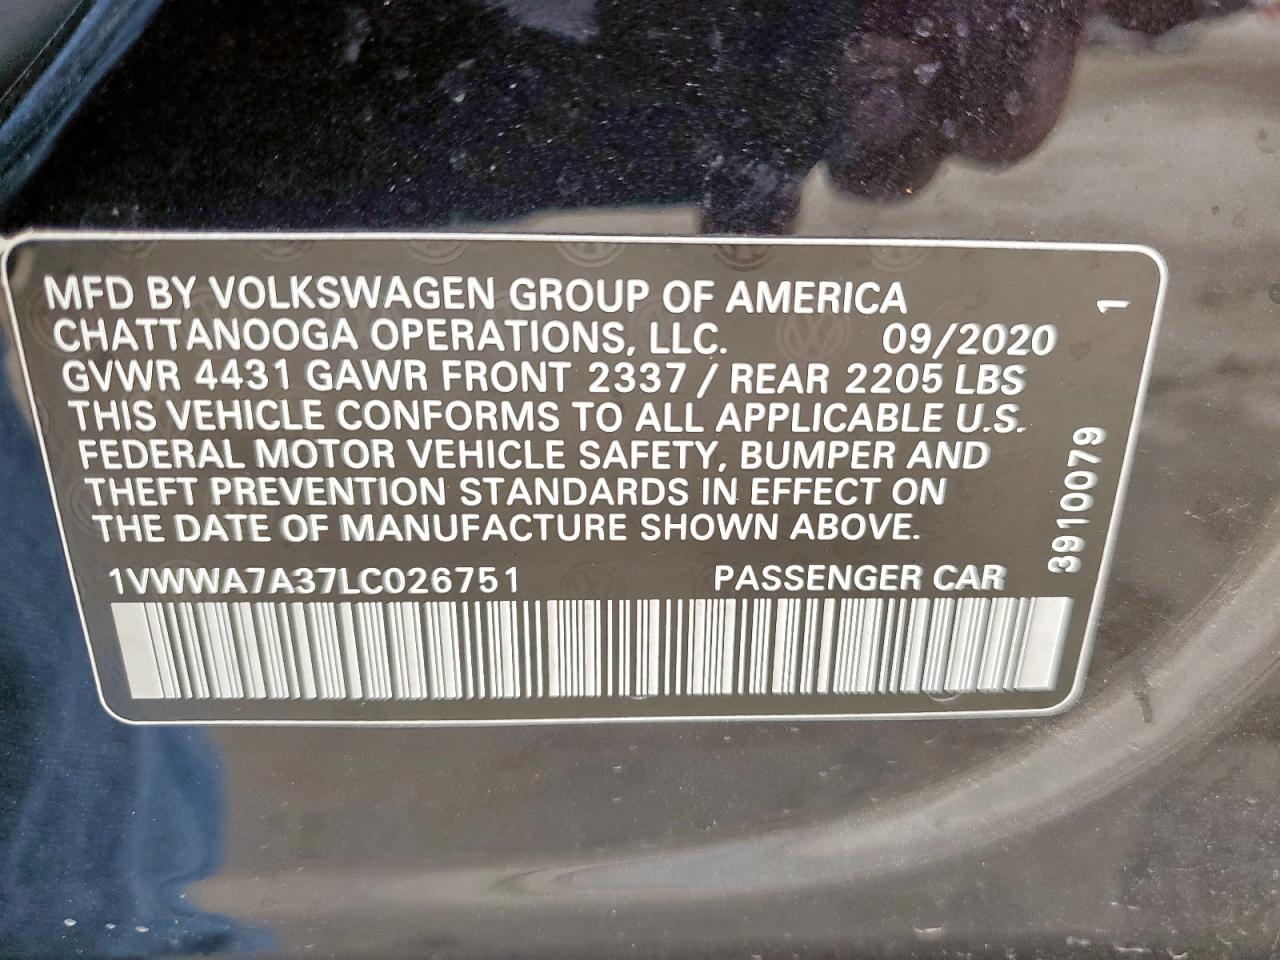 MFD BY VOLKSWAGEN GROUP OF AMERICA
CHATTANOOGA OPERATIONS, LLC. 09/2020
GVWR 4431 GAWR FRONT 2337 / REAR 2205 LBS
THIS VEHICLE CONFORMS TO ALL APPLICABLE U.S.
FEDERAL MOTOR VEHICLE SAFETY, BUMPER AND
THEFT PREVENTION STANDARDS IN EFFECT ON
THE DATE OF MANUFACTURE SHOWN ABOVE.
1VWWA7A37LC026751 PASSENGER CAR
3910079 1